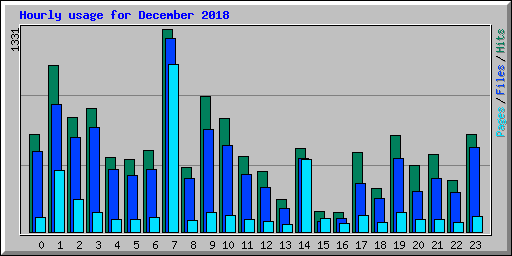 Hourly usage for December 2018
1331
Pages/Files/Hits
0 1 2 3 4 5 6 7 8 9 10 11 12 13 14 15 16 17 18 19 20 21 22 23